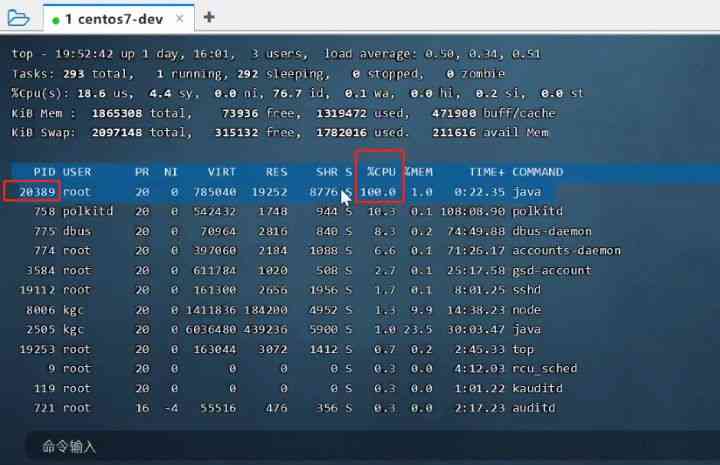 1 centos7-dev × +
top - 19:52:42 up 1 day, 16:01, 3 users, load average: 0.50, 0.34, 0.51
Tasks: 293 total, 1 running, 292 sleeping, 0 stopped, 0 zombie
%Cpu(s): 18.6 us, 4.4 sy, 0.0 ni, 76.7 id, 0.1 wa, 0.0 hi, 0.2 si, 0.0 st
KiB Mem : 1865308 total, 73936 free, 1319472 used, 471900 buff/cache
KiB Swap: 2097148 total, 315132 free, 1782016 used. 211616 avail Mem
PID USER PR NI VIRT RES SHR S %CPU %MEM TIME+ COMMAND
20389 root 20 0 785040 19252 8776 S 100.0 1.0 0:22.35 java
758 polkitd 20 0 542432 1748 944 S 10.3 0.1 108:08.90 polkitd
775 dbus 20 0 70964 2816 840 S 8.3 0.2 74:49.88 dbus-daemon
774 root 20 0 397060 2184 1088 S 6.6 0.1 71:26.17 accounts-daemon
3584 root 20 0 611784 1020 508 S 2.7 0.1 25:17.58 gsd-account
19112 root 20 0 161300 2656 1956 S 1.7 0.1 8:01.25 sshd
8006 kgc 20 0 1411836 184200 4952 S 1.3 9.9 14:38.23 node
2505 kgc 20 0 6036480 439236 5900 S 1.0 23.5 30:03.47 java
19253 root 20 0 163044 3072 1412 S 0.7 0.2 2:45.33 top
9 root 20 0 0 0 0 S 0.3 0.0 4:12.03 rcu_sched
119 root 20 0 0 0 0 S 0.3 0.0 1:01.22 kauditd
721 root 16 -4 55516 476 356 S 0.3 0.0 2:17.23 auditd
命令输入